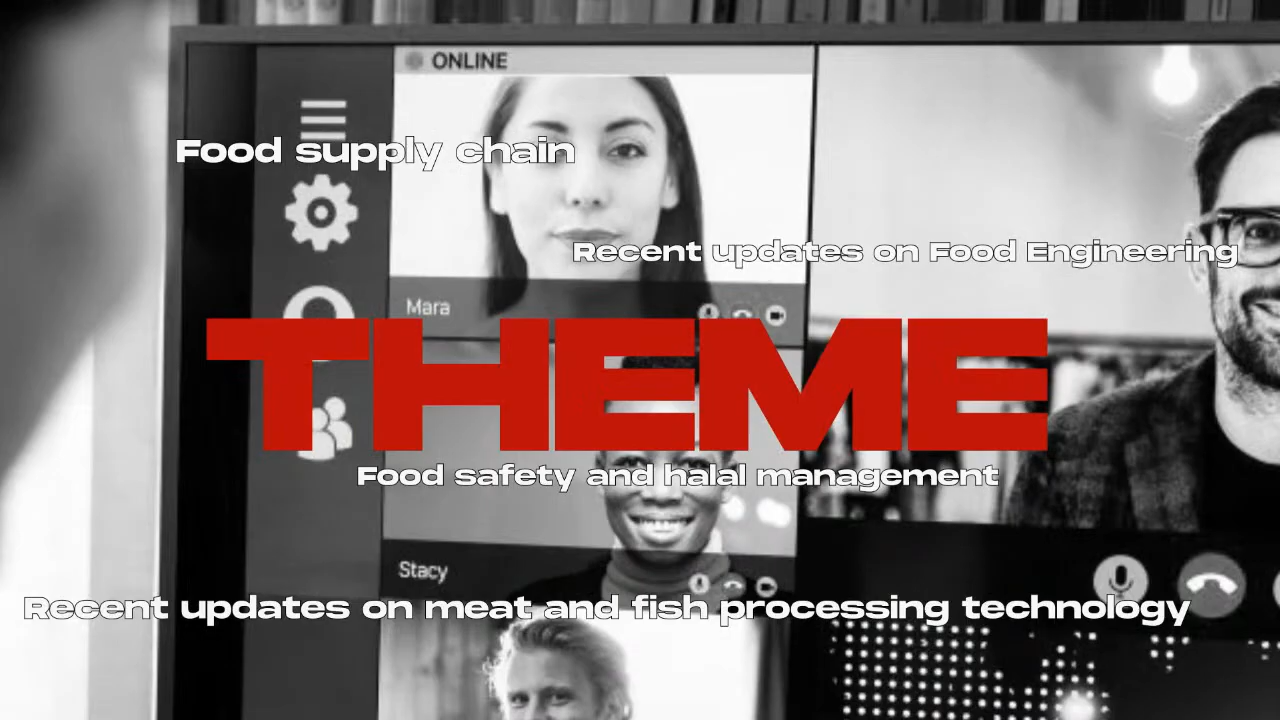 ONLINE
Food supply chain
Recent updates on Food Engineering
Mara
THEME
Food safety and halal management
Stacy
Recent updates on meat and fish processing technology